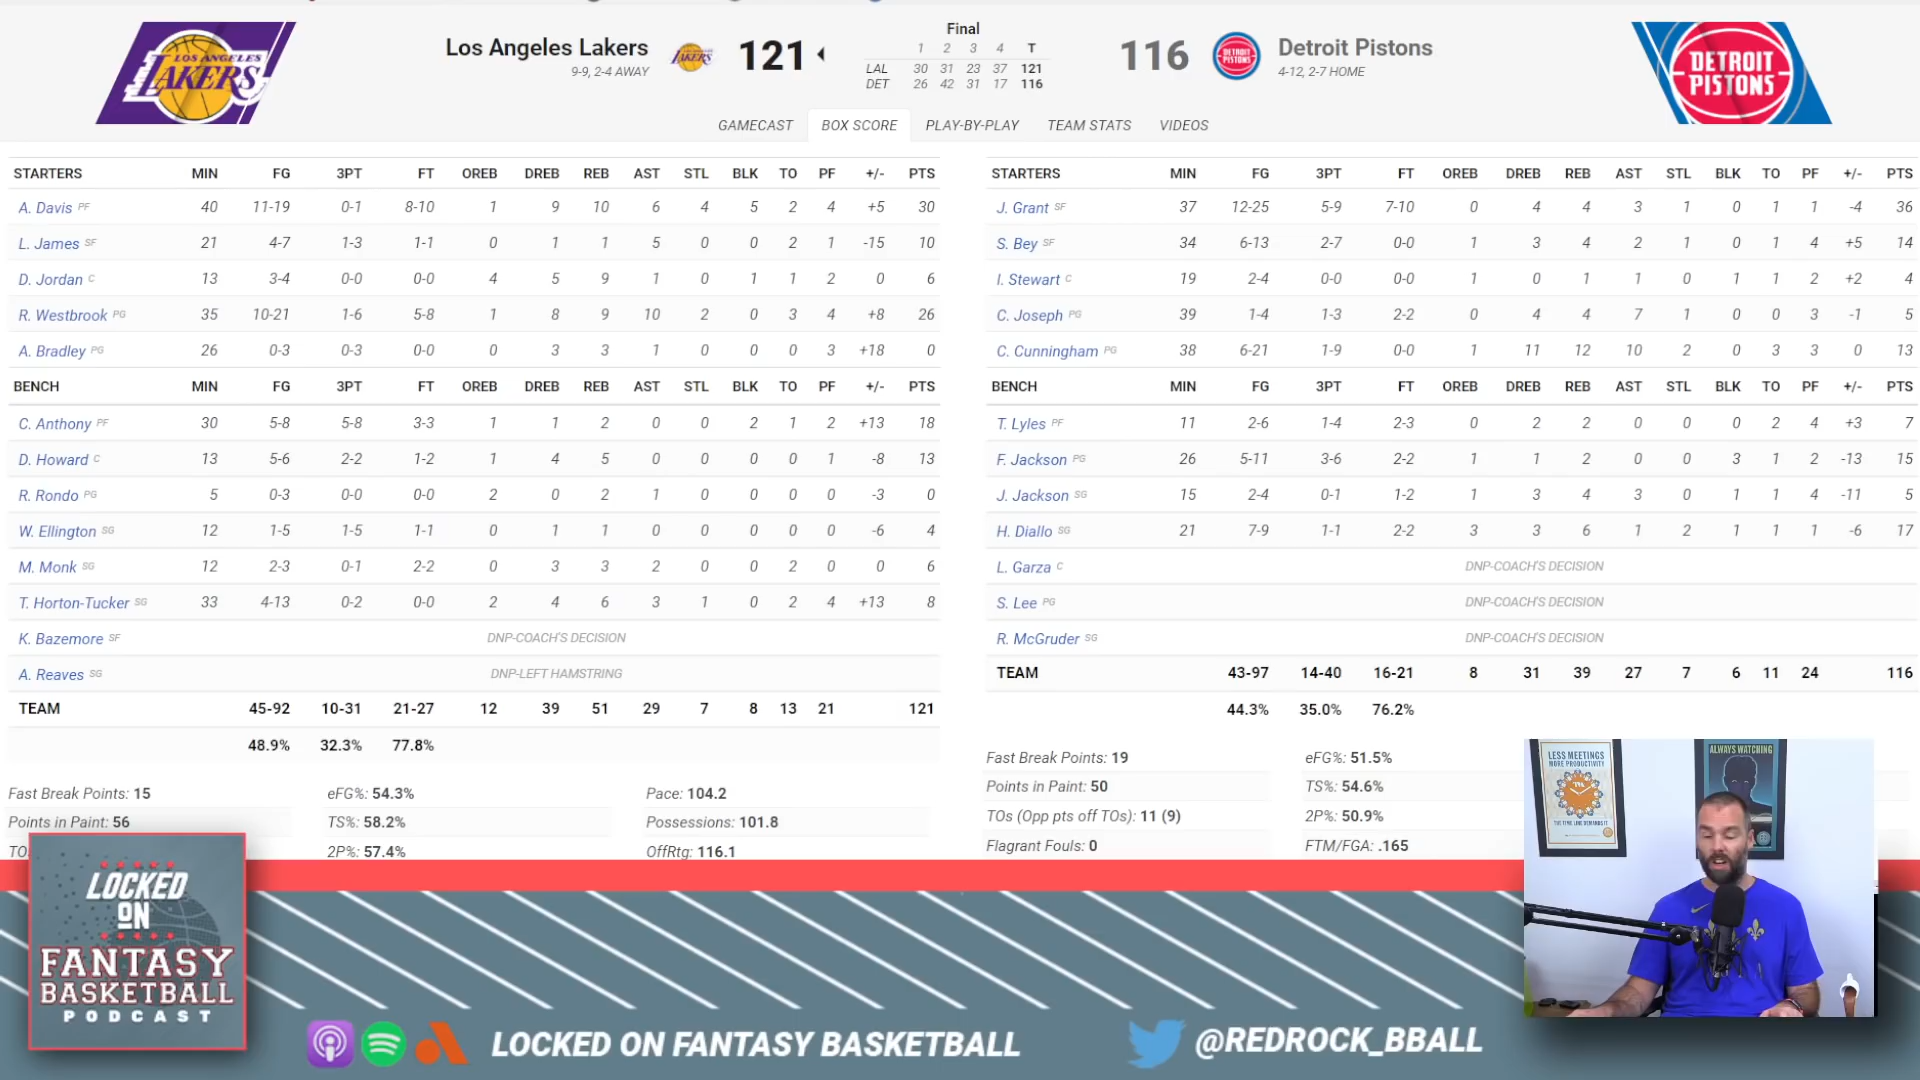 Final
Los Angeles Lakers 121 1 2 3 4 T 116 Detroit Pistons
9-9, 2-4 AWAY LAL 30 31 23 37 121 4-12, 2-7 HOME
DET 26 42 31 17 116
LOS ANGELES
LAKERS
DETROIT
PISTONS
GAMECAST BOX SCORE PLAY-BY-PLAY TEAM STATS VIDEOS
STARTERS MIN FG 3PT FT OREB DREB REB AST STL BLK TO PF +/- PTS
A. Davis PF 40 11-19 0-1 8-10 1 9 10 6 4 5 2 4 +5 30
L. James SF 21 4-7 1-3 1-1 0 1 1 5 0 0 2 1 -15 10
D. Jordan C 13 3-4 0-0 0-0 4 5 9 1 0 1 1 2 0 6
R. Westbrook PG 35 10-21 1-6 5-8 1 8 9 10 2 0 3 4 +8 26
A. Bradley PG 26 0-3 0-3 0-0 0 3 3 1 0 0 0 3 +18 0
BENCH MIN FG 3PT FT OREB DREB REB AST STL BLK TO PF +/- PTS
C. Anthony PF 30 5-8 5-8 3-3 1 1 2 0 0 2 1 2 +13 18
D. Howard C 13 5-6 2-2 1-2 1 4 5 0 0 0 0 1 -8 13
R. Rondo PG 5 0-3 0-0 0-0 2 0 2 1 0 0 0 0 -3 0
W. Ellington SG 12 1-5 1-5 1-1 0 1 1 0 0 0 0 0 -6 4
M. Monk SG 12 2-3 0-1 2-2 0 3 3 2 0 0 2 0 0 6
T. Horton-Tucker SG 33 4-13 0-2 0-0 2 4 6 3 1 0 2 4 +13 8
K. Bazemore SF DNP-COACH'S DECISION
A. Reaves SG DNP-LEFT HAMSTRING
TEAM 45-92 10-31 21-27 12 39 51 29 7 8 13 21 121
48.9% 32.3% 77.8%
Fast Break Points: 15 eFG%: 54.3% Pace: 104.2
Points in Paint: 56 TS%: 58.2% Possessions: 101.8
TO 2P%: 57.4% OffRtg: 116.1
STARTERS MIN FG 3PT FT OREB DREB REB AST STL BLK TO PF +/- PTS
J. Grant SF 37 12-25 5-9 7-10 0 4 4 3 1 0 1 1 -4 36
S. Bey SF 34 6-13 2-7 0-0 1 3 4 2 1 0 1 4 +5 14
I. Stewart C 19 2-4 0-0 0-0 1 0 1 1 0 1 1 2 +2 4
C. Joseph PG 39 1-4 1-3 2-2 0 4 4 7 1 0 0 3 -1 5
C. Cunningham PG 38 6-21 1-9 0-0 1 11 12 10 2 0 3 3 0 13
BENCH MIN FG 3PT FT OREB DREB REB AST STL BLK TO PF +/- PTS
T. Lyles PF 11 2-6 1-4 2-3 0 2 2 0 0 0 2 4 +3 7
F. Jackson PG 26 5-11 3-6 2-2 1 1 2 0 0 3 1 2 -13 15
J. Jackson SG 15 2-4 0-1 1-2 1 3 4 3 0 1 1 4 -11 5
H. Diallo SG 21 7-9 1-1 2-2 3 3 6 1 2 1 1 1 -6 17
L. Garza C DNP-COACH'S DECISION
S. Lee PG DNP-COACH'S DECISION
R. McGruder SG DNP-COACH'S DECISION
TEAM 43-97 14-40 16-21 8 31 39 27 7 6 11 24 116
44.3% 35.0% 76.2%
Fast Break Points: 19 eFG%: 51.5%
Points in Paint: 50 TS%: 54.6%
TOs (Opp pts off TOs): 11 (9) 2P%: 50.9%
Flagrant Fouls: 0 FTM/FGA: .165
LESS MEETINGS
MORE PRODUCTIVITY
ALWAYS WATCHING
LOCKED
ON
FANTASY
BASKETBALL
PODCAST
LOCKED ON FANTASY BASKETBALL
@REDROCK_BBALL